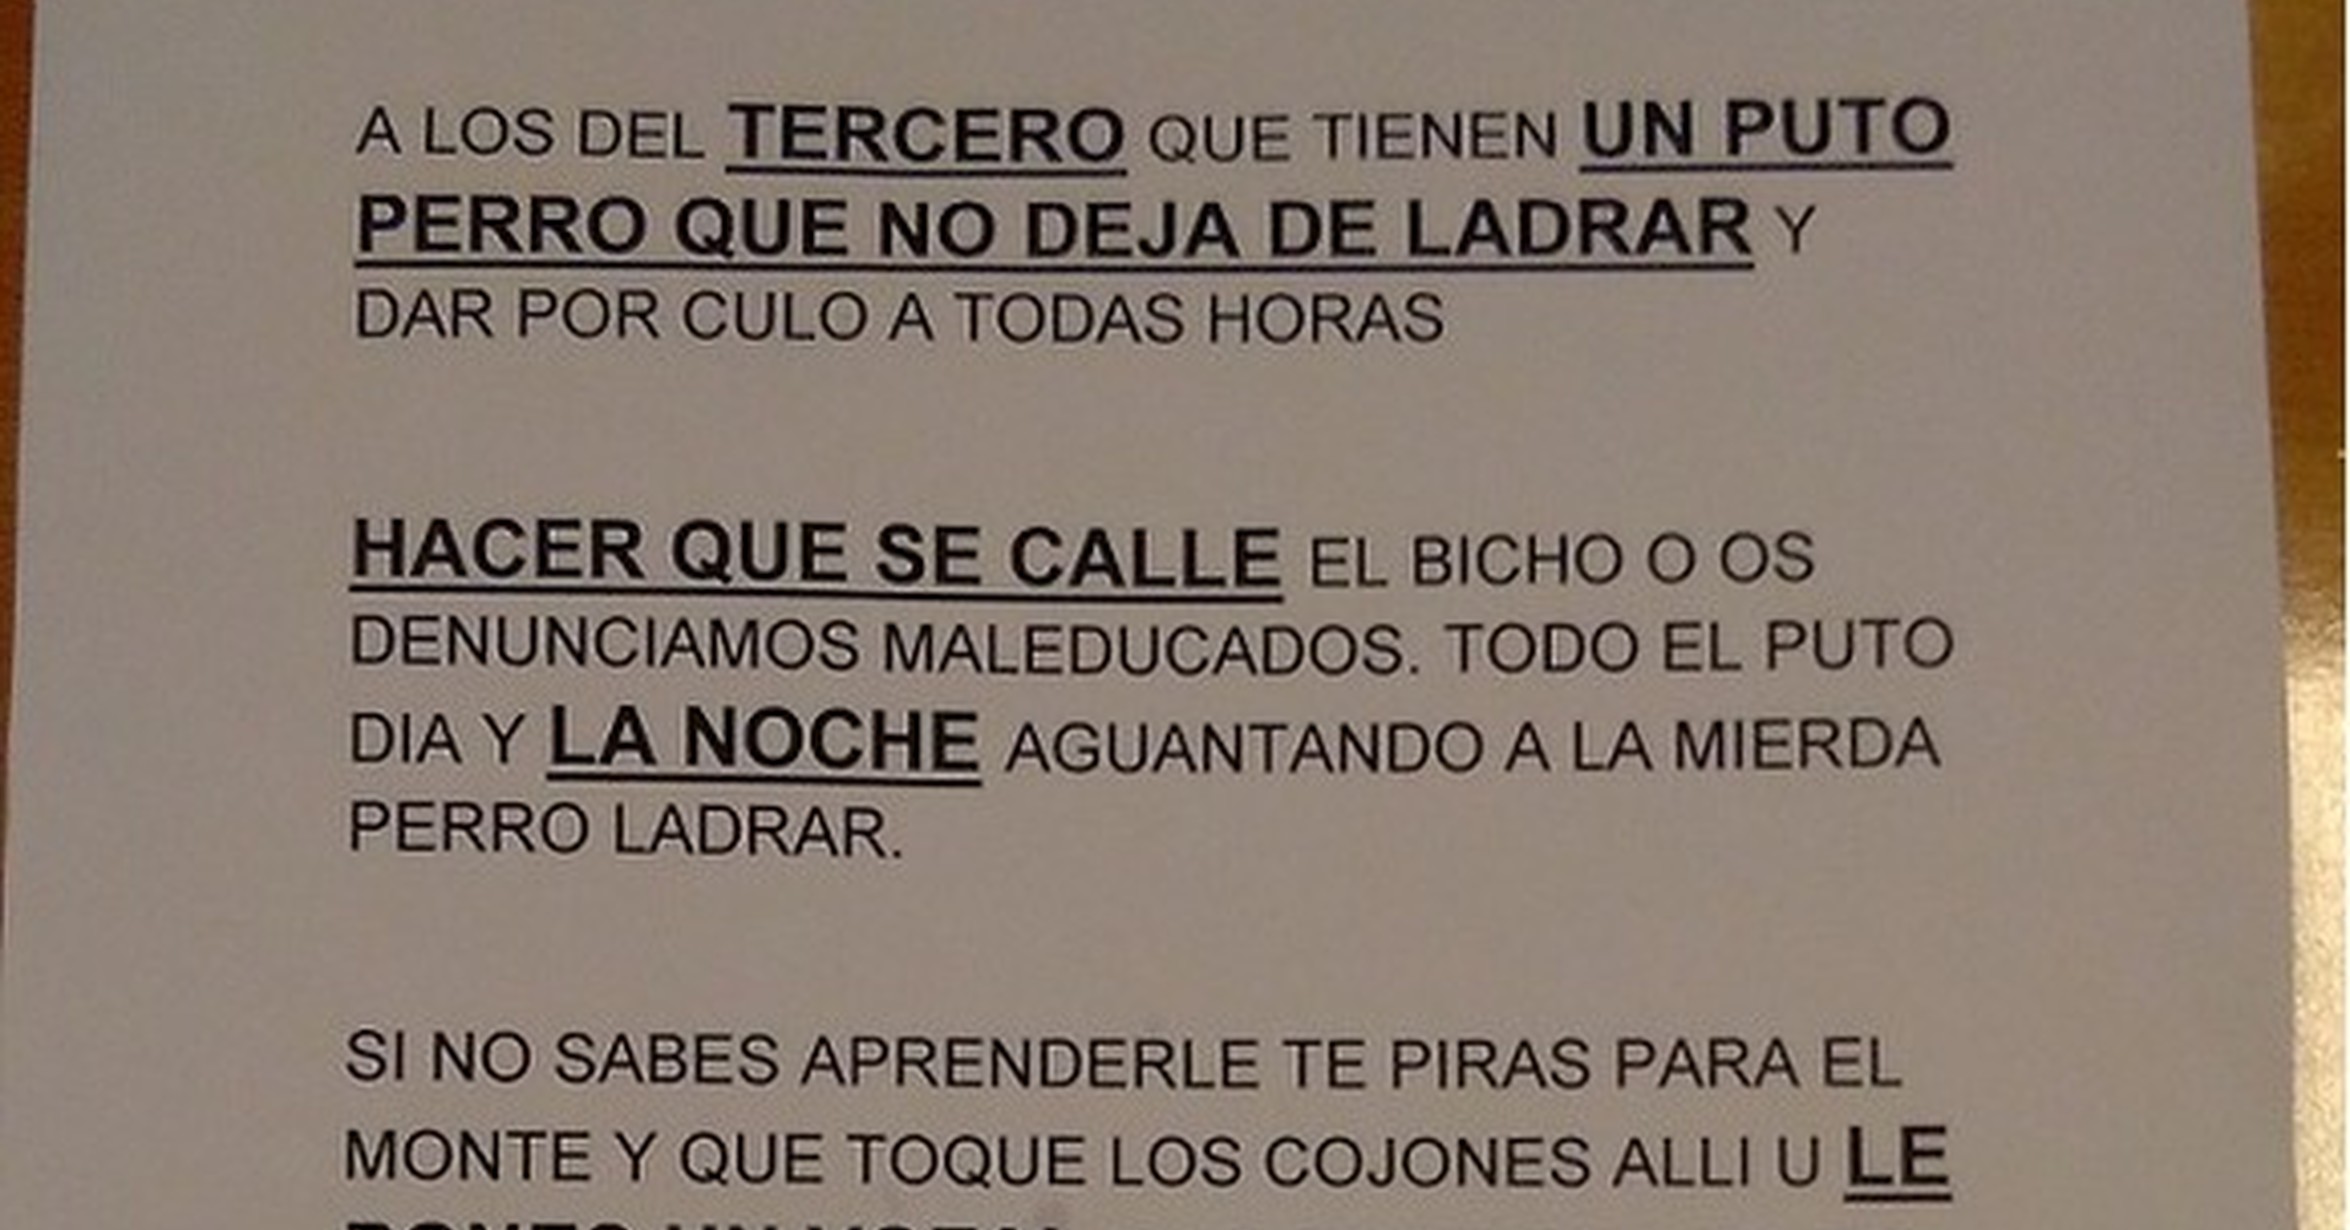 A LOS DEL TERCERO QUE TIENEN UN PUTO
PERRO QUE NO DEJA DE LADRAR Y
DAR POR CULO A TODAS HORAS
HACER QUE SE CALLE EL BICHO O OS
DENUNCIAMOS MALEDUCADOS. TODO EL PUTO
DIA Y LA NOCHE AGUANTANDO A LA MIERDA
PERRO LADRAR.
SI NO SABES APRENDERLE TE PIRAS PARA EL
MONTE Y QUE TOQUE LOS COJONES ALLI U LE